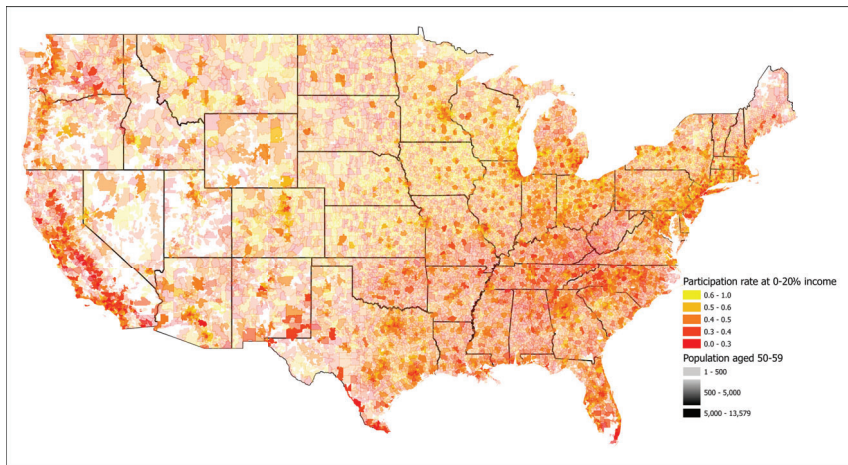 Participation rate at 0-20% income
0.6 - 1.0
0.5 - 0.6
0.4 - 0.5
0.3 - 0.4
0.0 - 0.3
Population aged 50-59
1 - 500
500 - 5,000
5,000 - 13,579